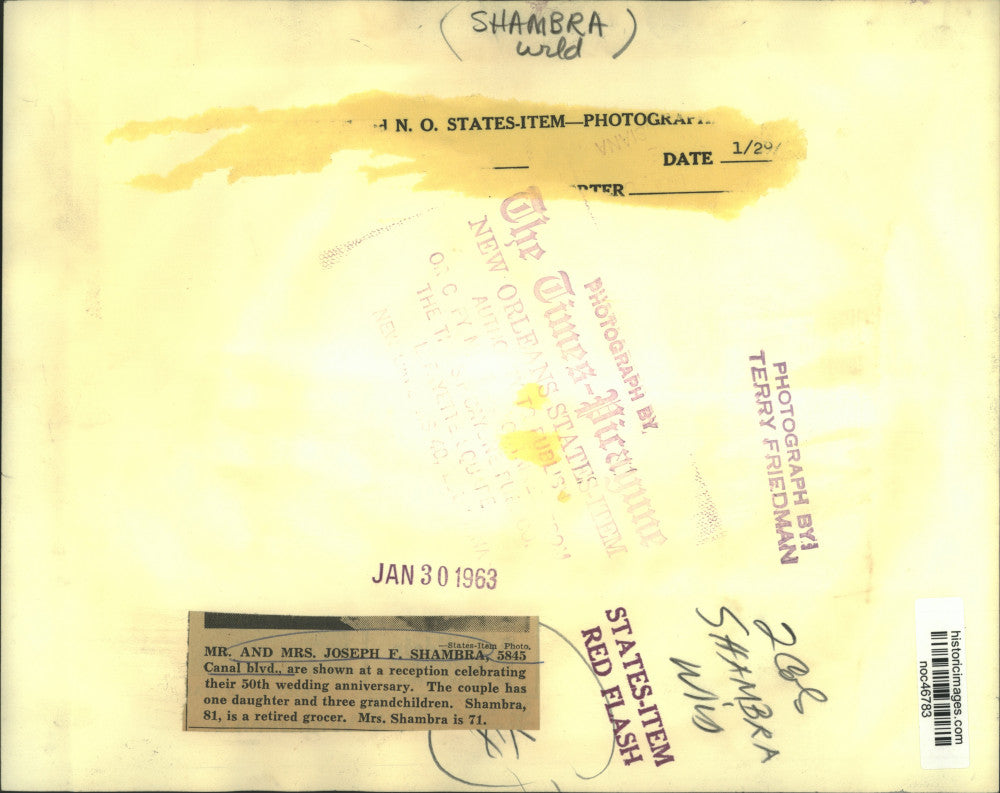 (SHAMBRA)
wild
N. O. STATES-ITEM—PHOTOGRAPH
DATE 1/29/
RTER
The Times-Picayune
NEW ORLEANS STATES-ITEM
PHOTOGRAPH BY.
PHOTOGRAPH BY:
TERRY FRIEDMAN
JAN 30 1963
—States-Item Photo.
MR. AND MRS. JOSEPH F. SHAMBRA, 5845
Canal blvd., are shown at a reception celebrating
their 50th wedding anniversary. The couple has
one daughter and three grandchildren. Shambra,
81, is a retired grocer. Mrs. Shambra is 71.
STATES-ITEM
RED FLASH
2 Col
SHAMBRA
Wld
historicimages.com
noc46783